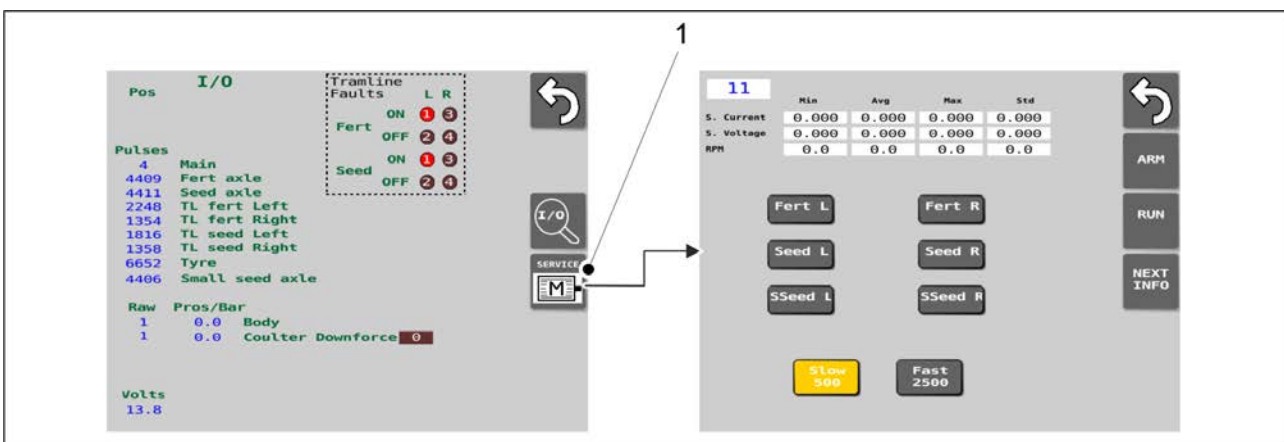 1
I/O
Pos
Tramline
Faults L R
ON 1 3
Fert
OFF 2 4
ON 1 3
Seed
OFF 2 4
Pulses
4 Main
4409 Fert axle
4411 Seed axle
2248 TL fert Left
1354 TL fert Right
1816 TL seed Left
1358 TL seed Right
6652 Tyre
4406 Small seed axle
Raw Pros/Bar
1 0.0 Body
1 0.0 Coulter Downforce 0
Volts
13.8
I/O
SERVICE
M
11
Min Avg Max Std
S. Current 0.000 0.000 0.000 0.000
S. Voltage 0.000 0.000 0.000 0.000
RPM 0.0 0.0 0.0 0.0
Fert L Fert R
Seed L Seed R
SSeed L SSeed R
Slow
500
Fast
2500
ARM
RUN
NEXT
INFO